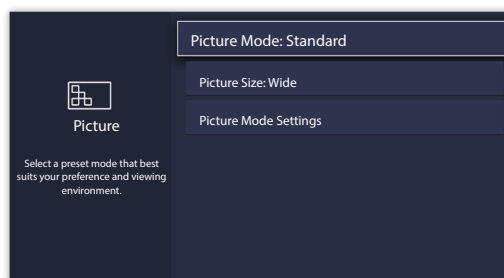 Picture
Select a preset mode that best
suits your preference and viewing
environment.
Picture Mode: Standard
Picture Size: Wide
Picture Mode Settings